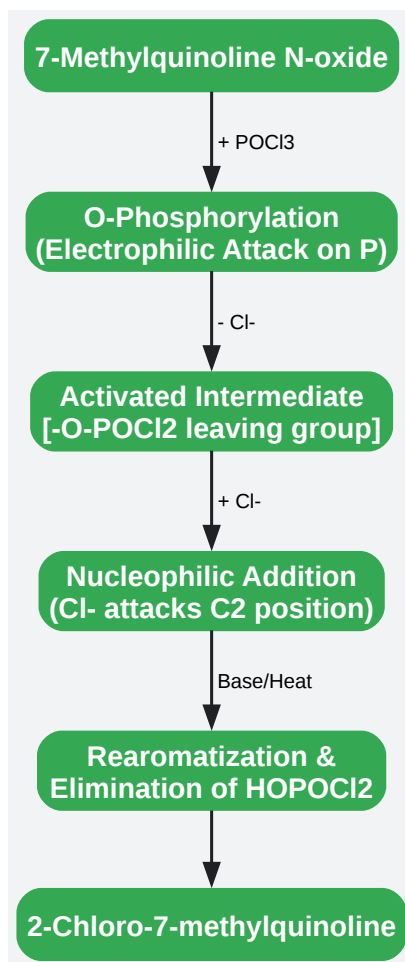 7-Methylquinoline N-oxide
+ POCl3
O-Phosphorylation
(Electrophilic Attack on P)
- Cl-
Activated Intermediate
[-O-POCl2 leaving group]
+ Cl-
Nucleophilic Addition
(Cl- attacks C2 position)
Base/Heat
Rearomatization &
Elimination of HOPOCl2
2-Chloro-7-methylquinoline